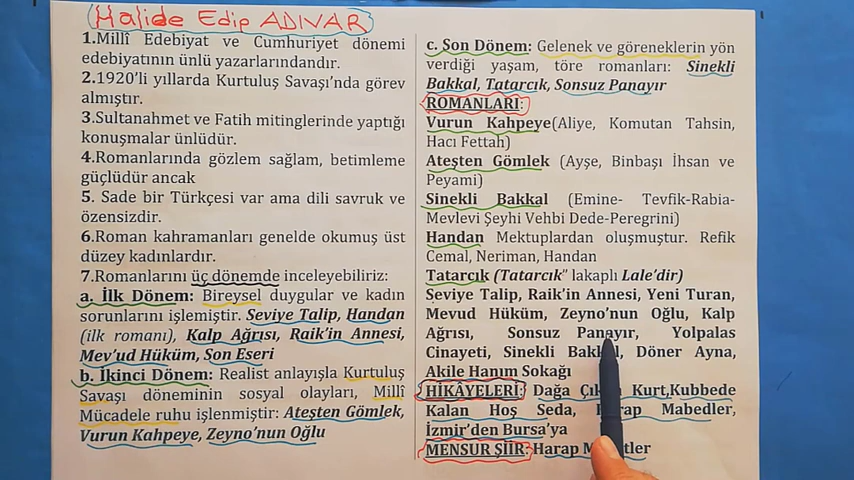 Halide Edip ADIVAR
1.Millî Edebiyat ve Cumhuriyet dönemi
edebiyatının ünlü yazarlarındandır.
2.1920'li yıllarda Kurtuluş Savaşı'nda görev
almıştır.
3.Sultanahmet ve Fatih mitinglerinde yaptığı
konuşmalar ünlüdür.
4.Romanlarında gözlem sağlam, betimleme
güçlüdür ancak
5. Sade bir Türkçesi var ama dili savruk ve
özensizdir.
6.Roman kahramanları genelde okumuş üst
düzey kadınlardır.
7.Romanlarını üç dönemde inceleyebiliriz:
a. İlk Dönem: Bireysel duygular ve kadın
sorunlarını işlemiştir. Seviye Talip, Handan
(ilk romanı), Kalp Ağrısı, Raik'in Annesi,
Mev'ud Hüküm, Son Eseri
b. İkinci Dönem: Realist anlayışla Kurtuluş
Savaşı döneminin sosyal olayları, Millî
Mücadele ruhu işlenmiştir: Ateşten Gömlek,
Vurun Kahpeye, Zeyno'nun Oğlu
c. Son Dönem: Gelenek ve göreneklerin yön
verdiği yaşam, töre romanları: Sinekli
Bakkal, Tatarcık, Sonsuz Panayır
ROMANLARI:
Vurun Kahpeye(Aliye, Komutan Tahsin,
Hacı Fettah)
Ateşten Gömlek (Ayşe, Binbaşı İhsan ve
Peyami)
Sinekli Bakkal (Emine- Tevfik-Rabia-
Mevlevi Şeyhi Vehbi Dede-Peregrini)
Handan Mektuplardan oluşmuştur. Refik
Cemal, Neriman, Handan
Tatarcık (Tatarcık" lakaplı Lale'dir)
Seviye Talip, Raik'in Annesi, Yeni Turan,
Mevud Hüküm, Zeyno'nun Oğlu, Kalp
Ağrısı, Sonsuz Panayır, Yolpalas
Cinayeti, Sinekli Bakkal, Döner Ayna,
Akile Hanım Sokağı
HİKÂYELERİ: Dağa Kurt,Kubbede
Kalan Hoş Seda, Harap Mabedler,
İzmir'den Bursa'ya
MENSUR ŞİİR: Harap